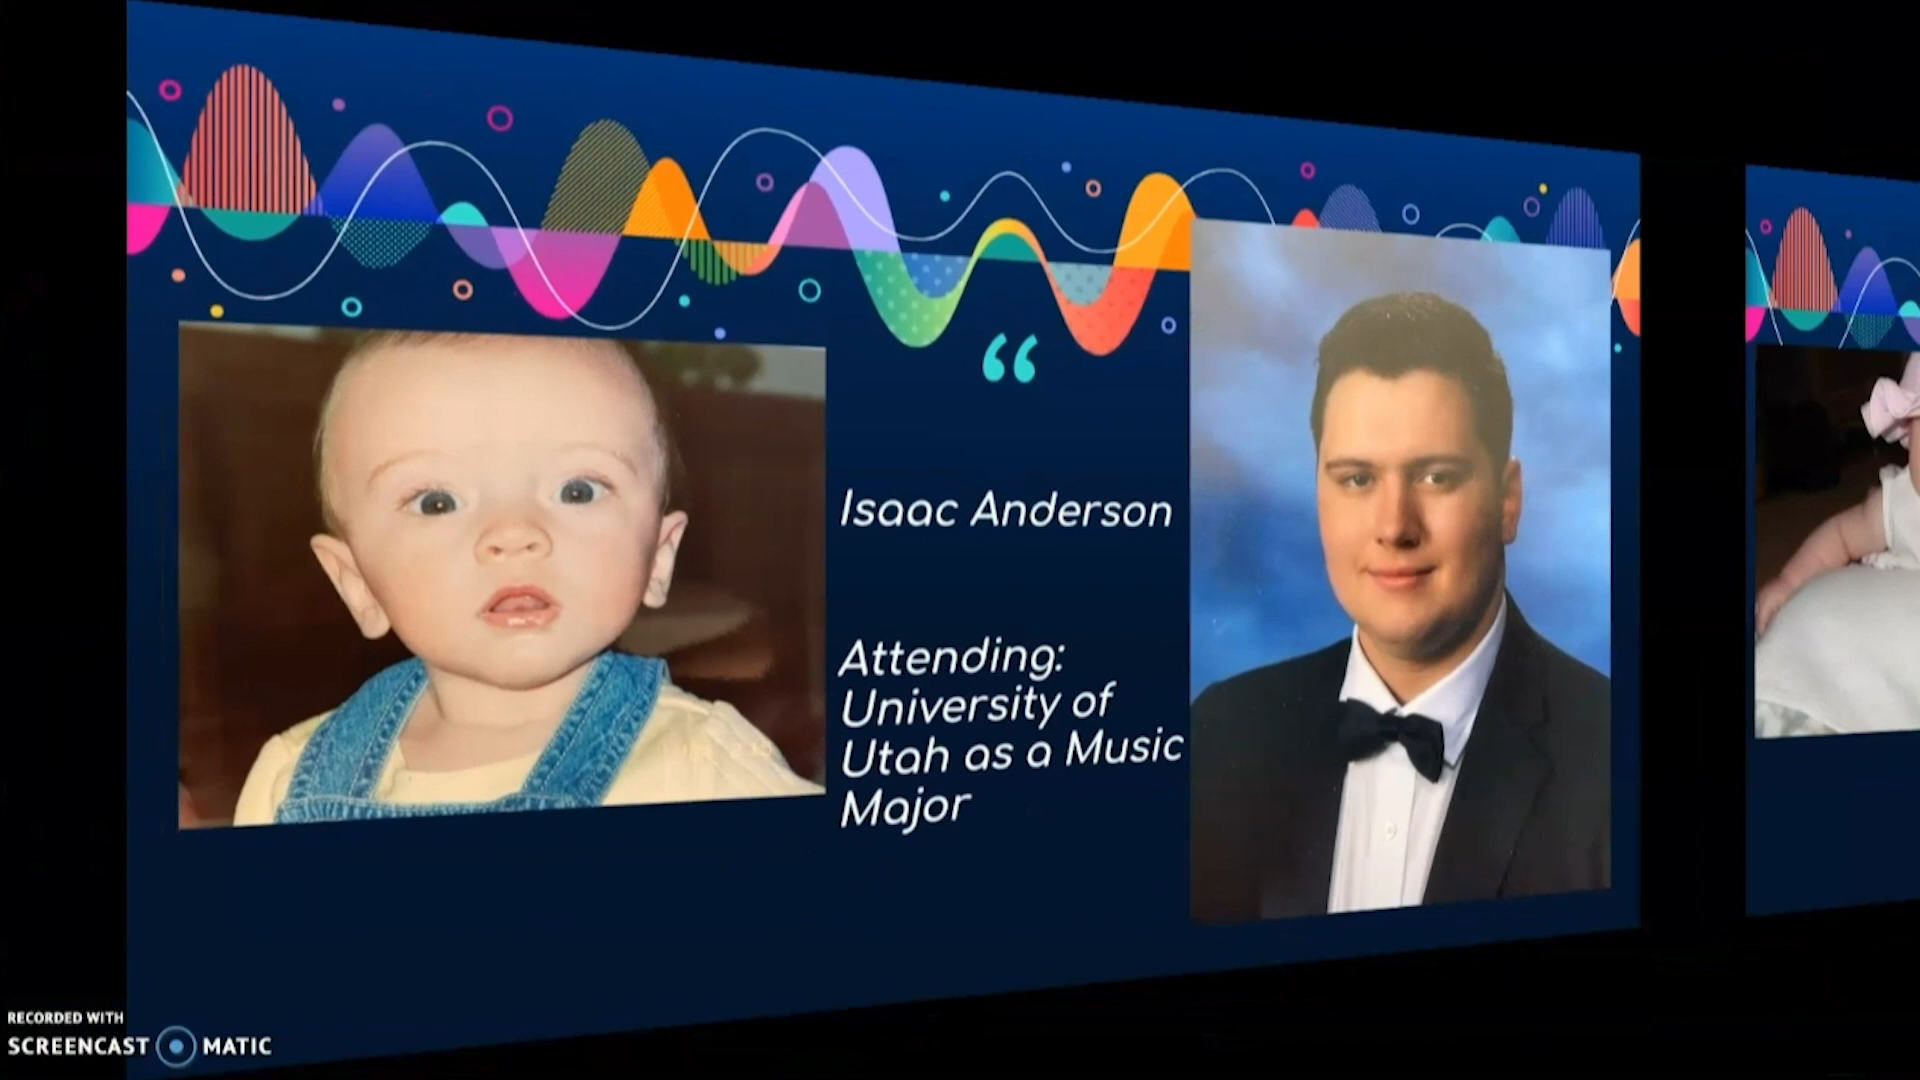 “
Isaac Anderson
Attending:
University of
Utah as a Music
Major
RECORDED WITH
SCREENCAST MATIC